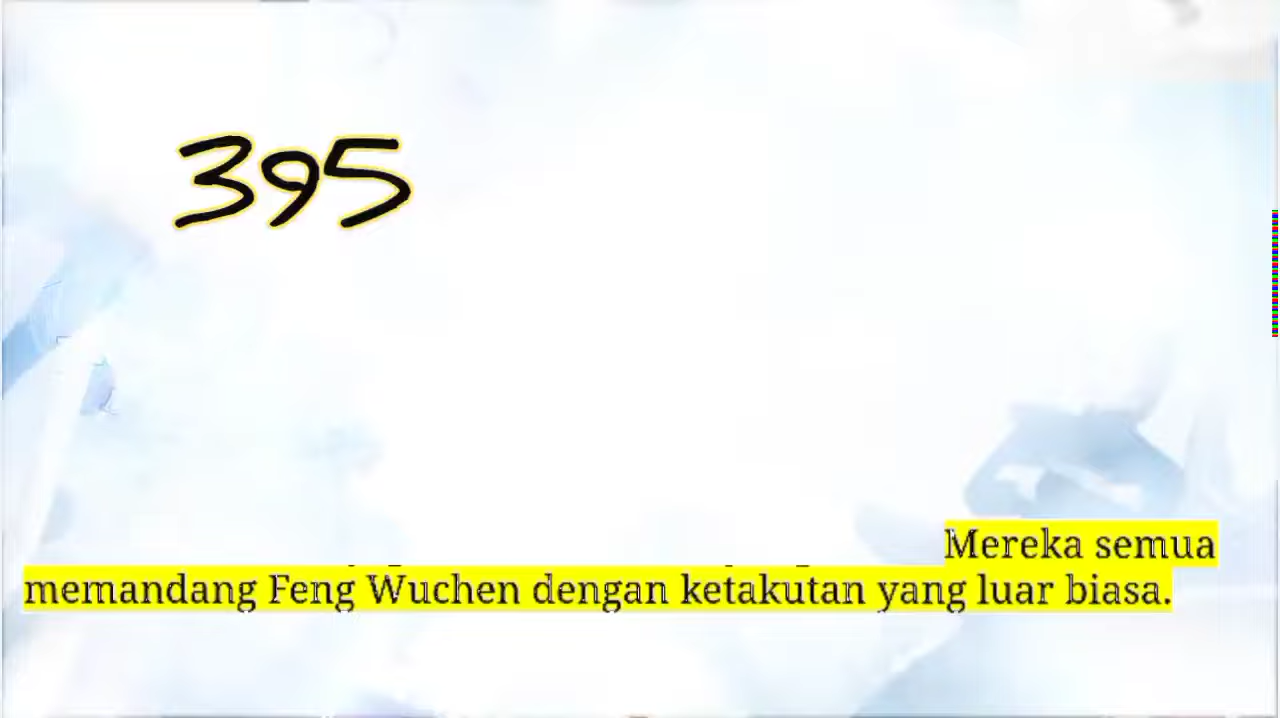 395
Mereka semua
memandang Feng Wuchen dengan ketakutan yang luar biasa.